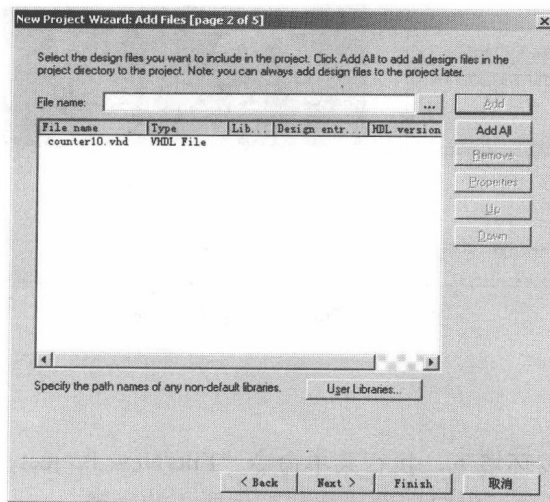 New Project Wizard: Add Files [page 2 of 5]
Select the design files you want to include in the project. Click Add All to add all design files in the
project directory to the project. Note: you can always add design files to the project later.
File name:
...
Add
File name Type Lib... Design entr... HDL version
Add All
counter10.vhd VHDL File
Remove
Properties
Up
Down
Specify the path names of any non-default libraries.
User Libraries...
< Back
Next >
Finish
取消